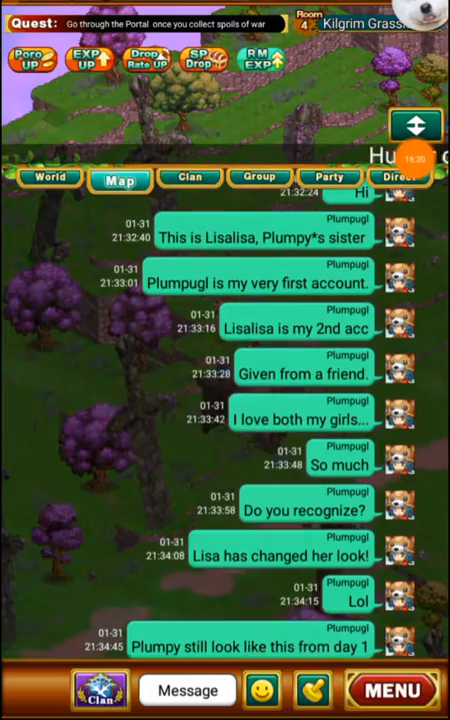 Quest: Go through the Portal once you collect spoils of war
Room 4 Kilgrim Grass
Poro UP
EXP UP
Drop Rate UP
SP Drop
RM EXP
16:20
World
Map
Clan
Group
Party
Direct
21:32:24
Hi
01-31 21:32:40
Plumpugl
This is Lisalisa, Plumpy*s sister
01-31 21:33:01
Plumpugl
Plumpugl is my very first account.
01-31 21:33:16
Plumpugl
Lisalisa is my 2nd acc
01-31 21:33:28
Plumpugl
Given from a friend.
01-31 21:33:42
Plumpugl
I love both my girls...
01-31 21:33:48
Plumpugl
So much
01-31 21:33:58
Plumpugl
Do you recognize?
01-31 21:34:08
Plumpugl
Lisa has changed her look!
01-31 21:34:15
Plumpugl
Lol
01-31 21:34:45
Plumpugl
Plumpy still look like this from day 1
Clan
Message
MENU